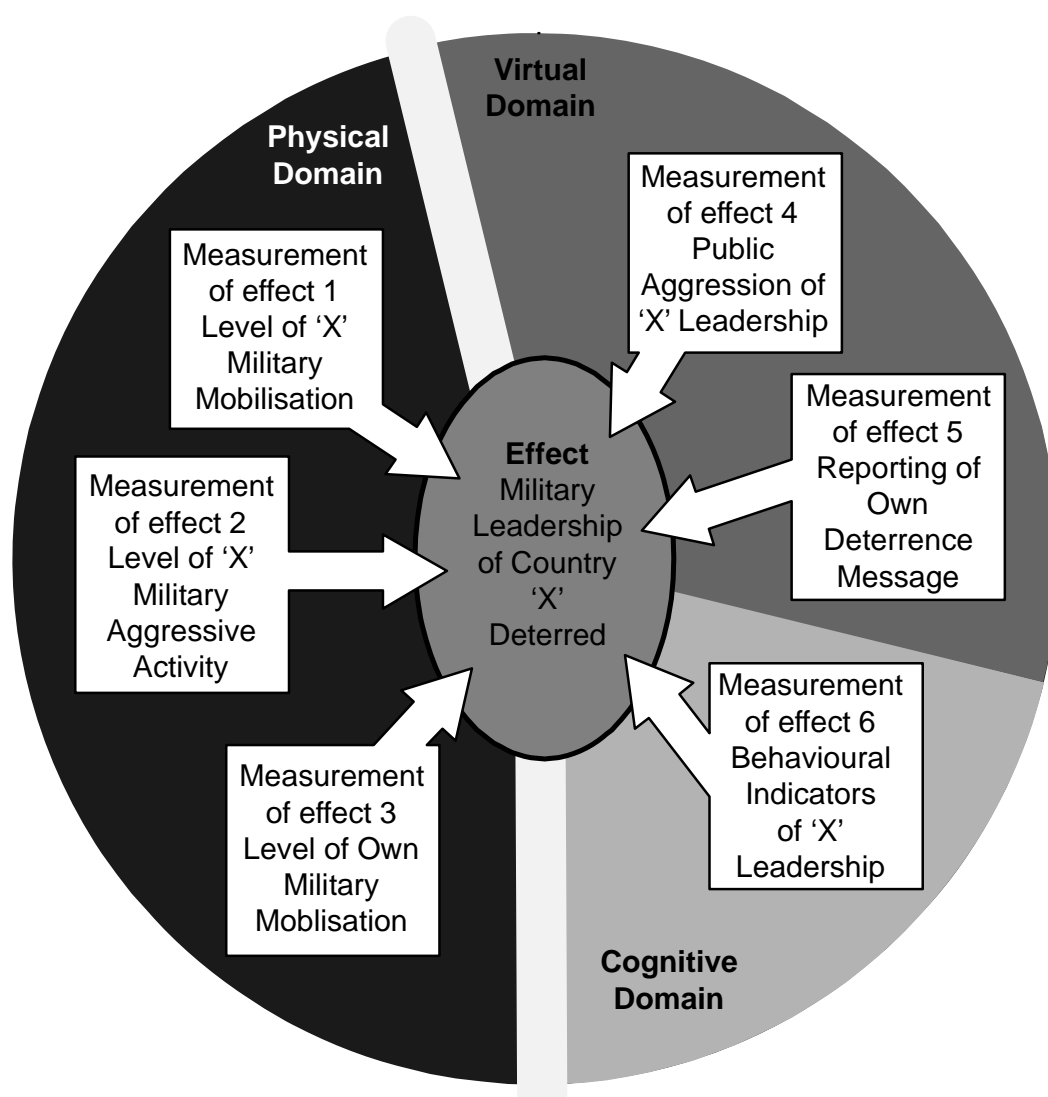 Virtual
Domain
Physical
Domain
Measurement
of effect 1
Level of ‘X’
Military
Mobilisation
Measurement
of effect 2
Level of ‘X’
Military
Aggressive
Activity
Measurement
of effect 3
Level of Own
Military
Moblisation
Effect
Military
Leadership
of Country
‘X’
Deterred
Measurement
of effect 4
Public
Aggression of
‘X’ Leadership
Measurement
of effect 5
Reporting of
Own
Deterrence
Message
Measurement
of effect 6
Behavioural
Indicators
of ‘X’
Leadership
Cognitive
Domain